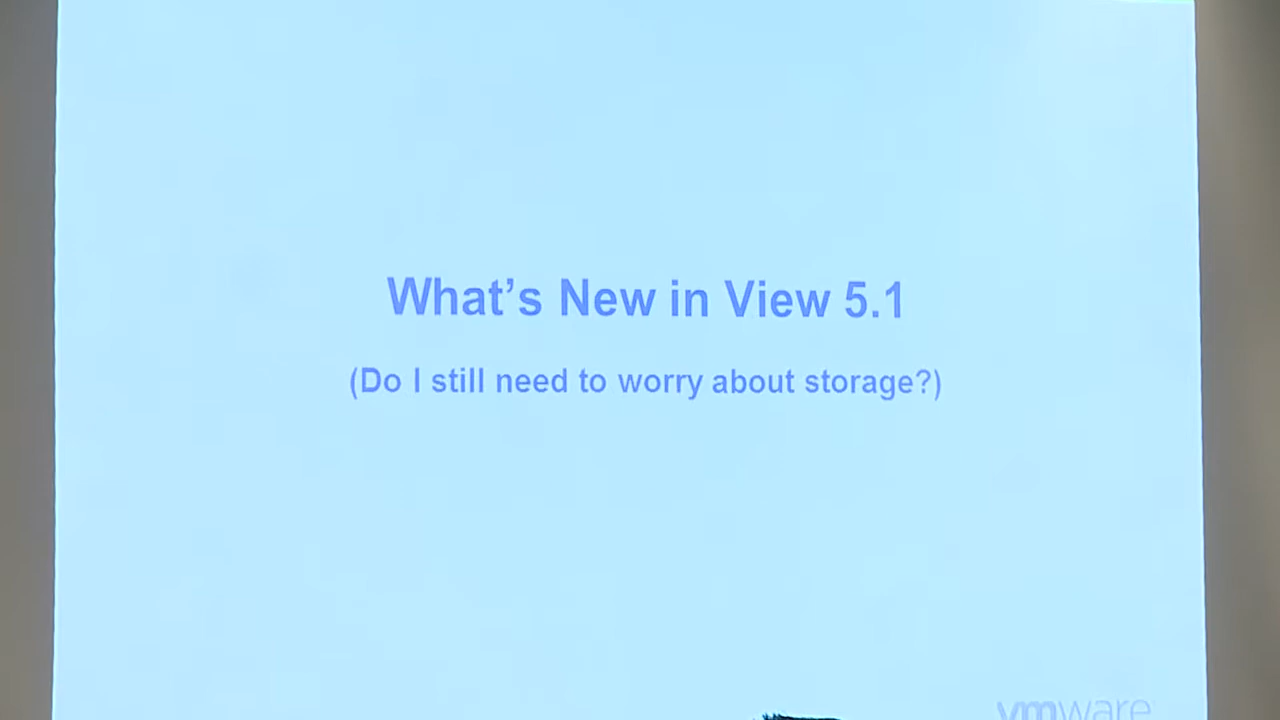 What's New in View 5.1
(Do I still need to worry about storage?)
vmware